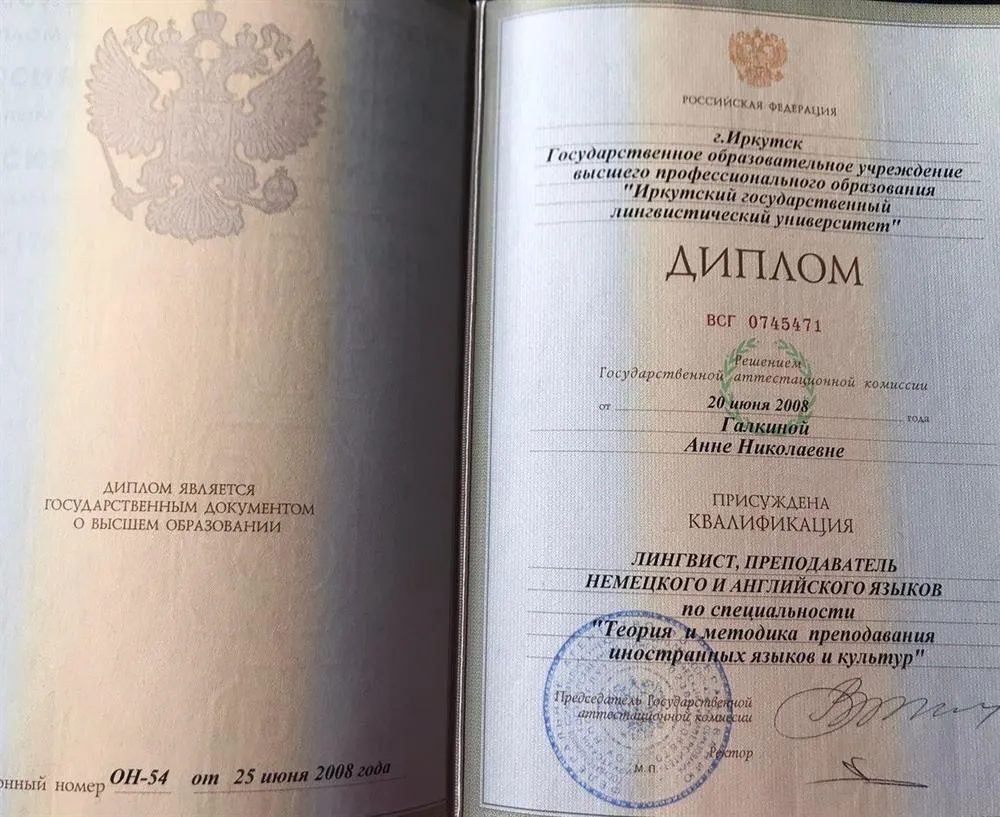 ДИПЛОМ ЯВЛЯЕТСЯ
ГОСУДАРСТВЕННЫМ ДОКУМЕНТОМ
О ВЫСШЕМ ОБРАЗОВАНИИ
номер ОН-54 от 25 июня 2008 года
РОССИЙСКАЯ ФЕДЕРАЦИЯ
г.Иркутск
Государственное образовательное учреждение
высшего профессионального образования
"Иркутский государственный
лингвистический университет"
ДИПЛОМ
ВСГ 0745471
Решением
Государственной аттестационной комиссии
от 20 июня 2008 года
Галкиной
Анне Николаевне
ПРИСУЖДЕНА
КВАЛИФИКАЦИЯ
ЛИНГВИСТ, ПРЕПОДАВАТЕЛЬ
НЕМЕЦКОГО И АНГЛИЙСКОГО ЯЗЫКОВ
по специальности
"Теория и методика преподавания
иностранных языков и культур"
Председатель Государственной
аттестационной комиссии
Ректор
М.П.